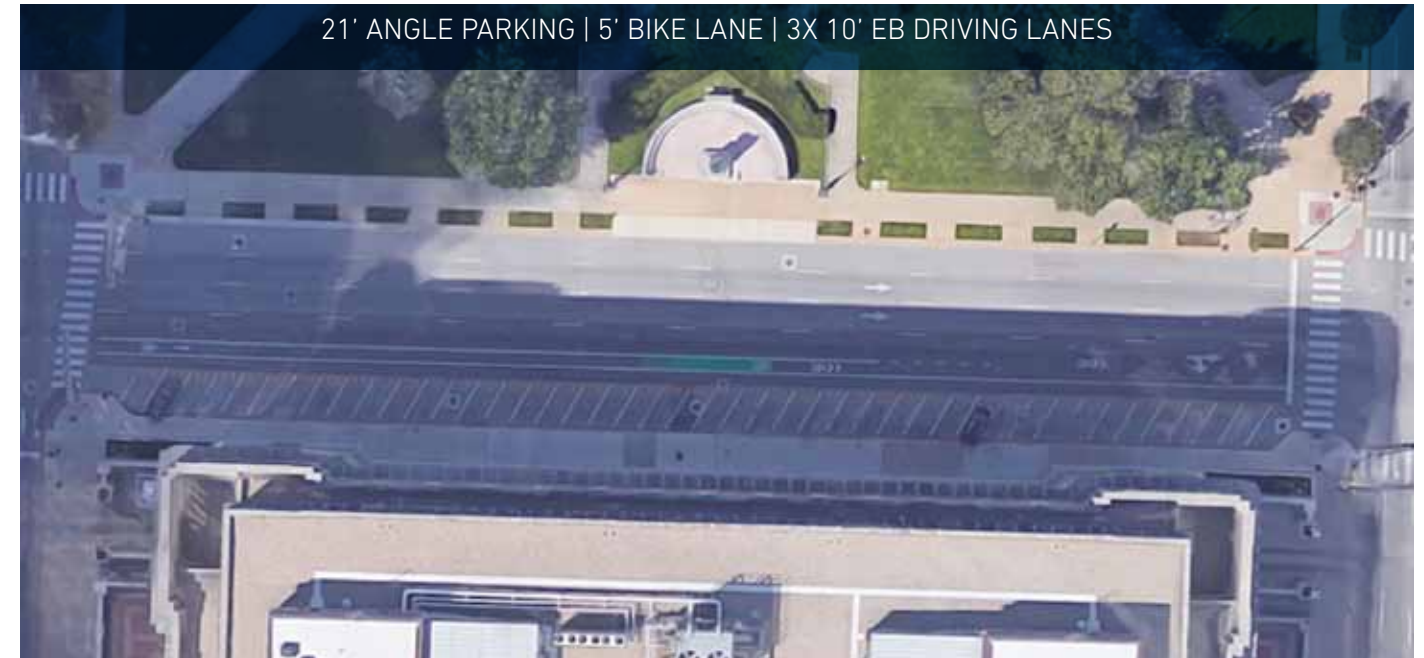 21’ ANGLE PARKING | 5’ BIKE LANE | 3X 10’ EB DRIVING LANES